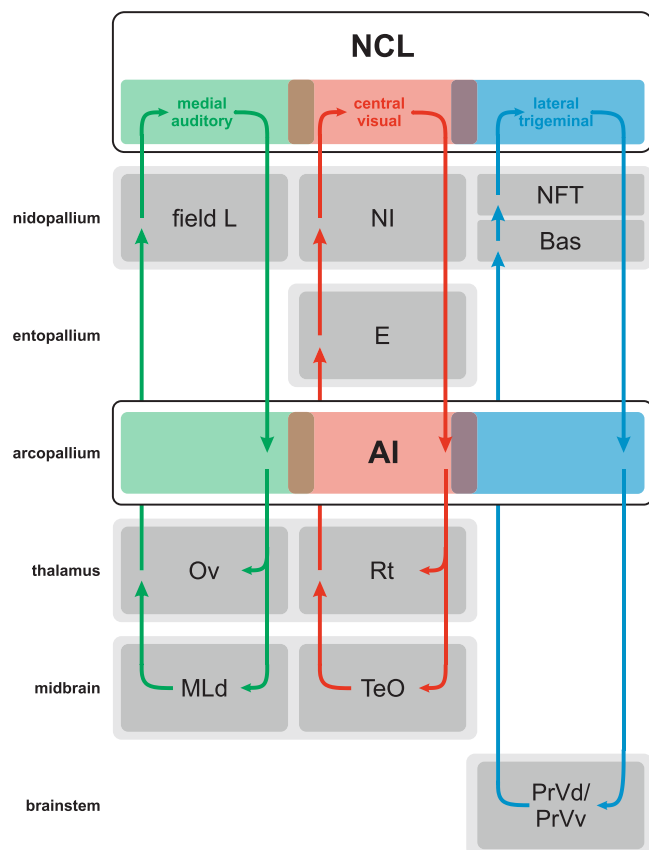 NCL
medial
auditory
central
visual
lateral
trigeminal
nidopallium
field L
NI
NFT
Bas
entopallium
E
arcopallium
AI
thalamus
Ov
Rt
midbrain
MLd
TeO
brainstem
PrVd/
PrVv